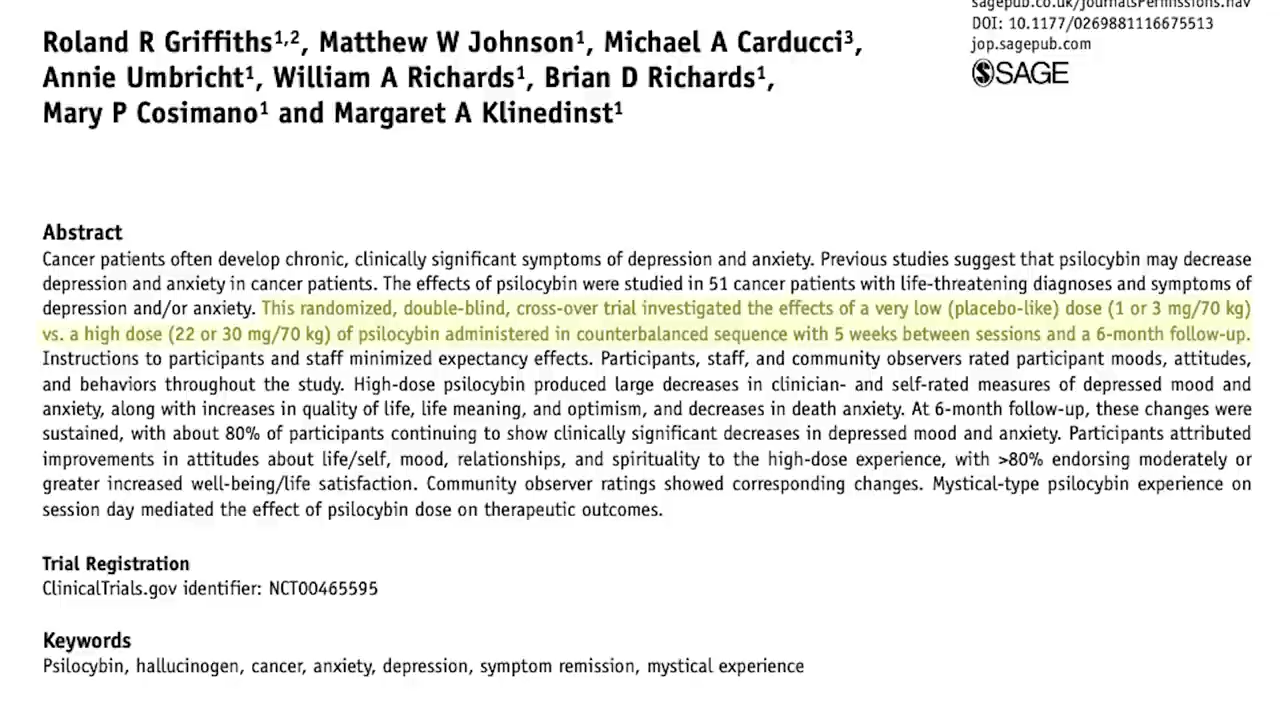 sagepub.co.uk/journalsPermissions.nav
DOI: 10.1177/0269881116675513
jop.sagepub.com
SAGE
Roland R Griffiths1,2, Matthew W Johnson1, Michael A Carducci3,
Annie Umbricht1, William A Richards1, Brian D Richards1,
Mary P Cosimano1 and Margaret A Klinedinst1
Abstract
Cancer patients often develop chronic, clinically significant symptoms of depression and anxiety. Previous studies suggest that psilocybin may decrease
depression and anxiety in cancer patients. The effects of psilocybin were studied in 51 cancer patients with life-threatening diagnoses and symptoms of
depression and/or anxiety. This randomized, double-blind, cross-over trial investigated the effects of a very low (placebo-like) dose (1 or 3 mg/70 kg)
vs. a high dose (22 or 30 mg/70 kg) of psilocybin administered in counterbalanced sequence with 5 weeks between sessions and a 6-month follow-up.
Instructions to participants and staff minimized expectancy effects. Participants, staff, and community observers rated participant moods, attitudes,
and behaviors throughout the study. High-dose psilocybin produced large decreases in clinician- and self-rated measures of depressed mood and
anxiety, along with increases in quality of life, life meaning, and optimism, and decreases in death anxiety. At 6-month follow-up, these changes were
sustained, with about 80% of participants continuing to show clinically significant decreases in depressed mood and anxiety. Participants attributed
improvements in attitudes about life/self, mood, relationships, and spirituality to the high-dose experience, with >80% endorsing moderately or
greater increased well-being/life satisfaction. Community observer ratings showed corresponding changes. Mystical-type psilocybin experience on
session day mediated the effect of psilocybin dose on therapeutic outcomes.
Trial Registration
ClinicalTrials.gov identifier: NCT00465595
Keywords
Psilocybin, hallucinogen, cancer, anxiety, depression, symptom remission, mystical experience